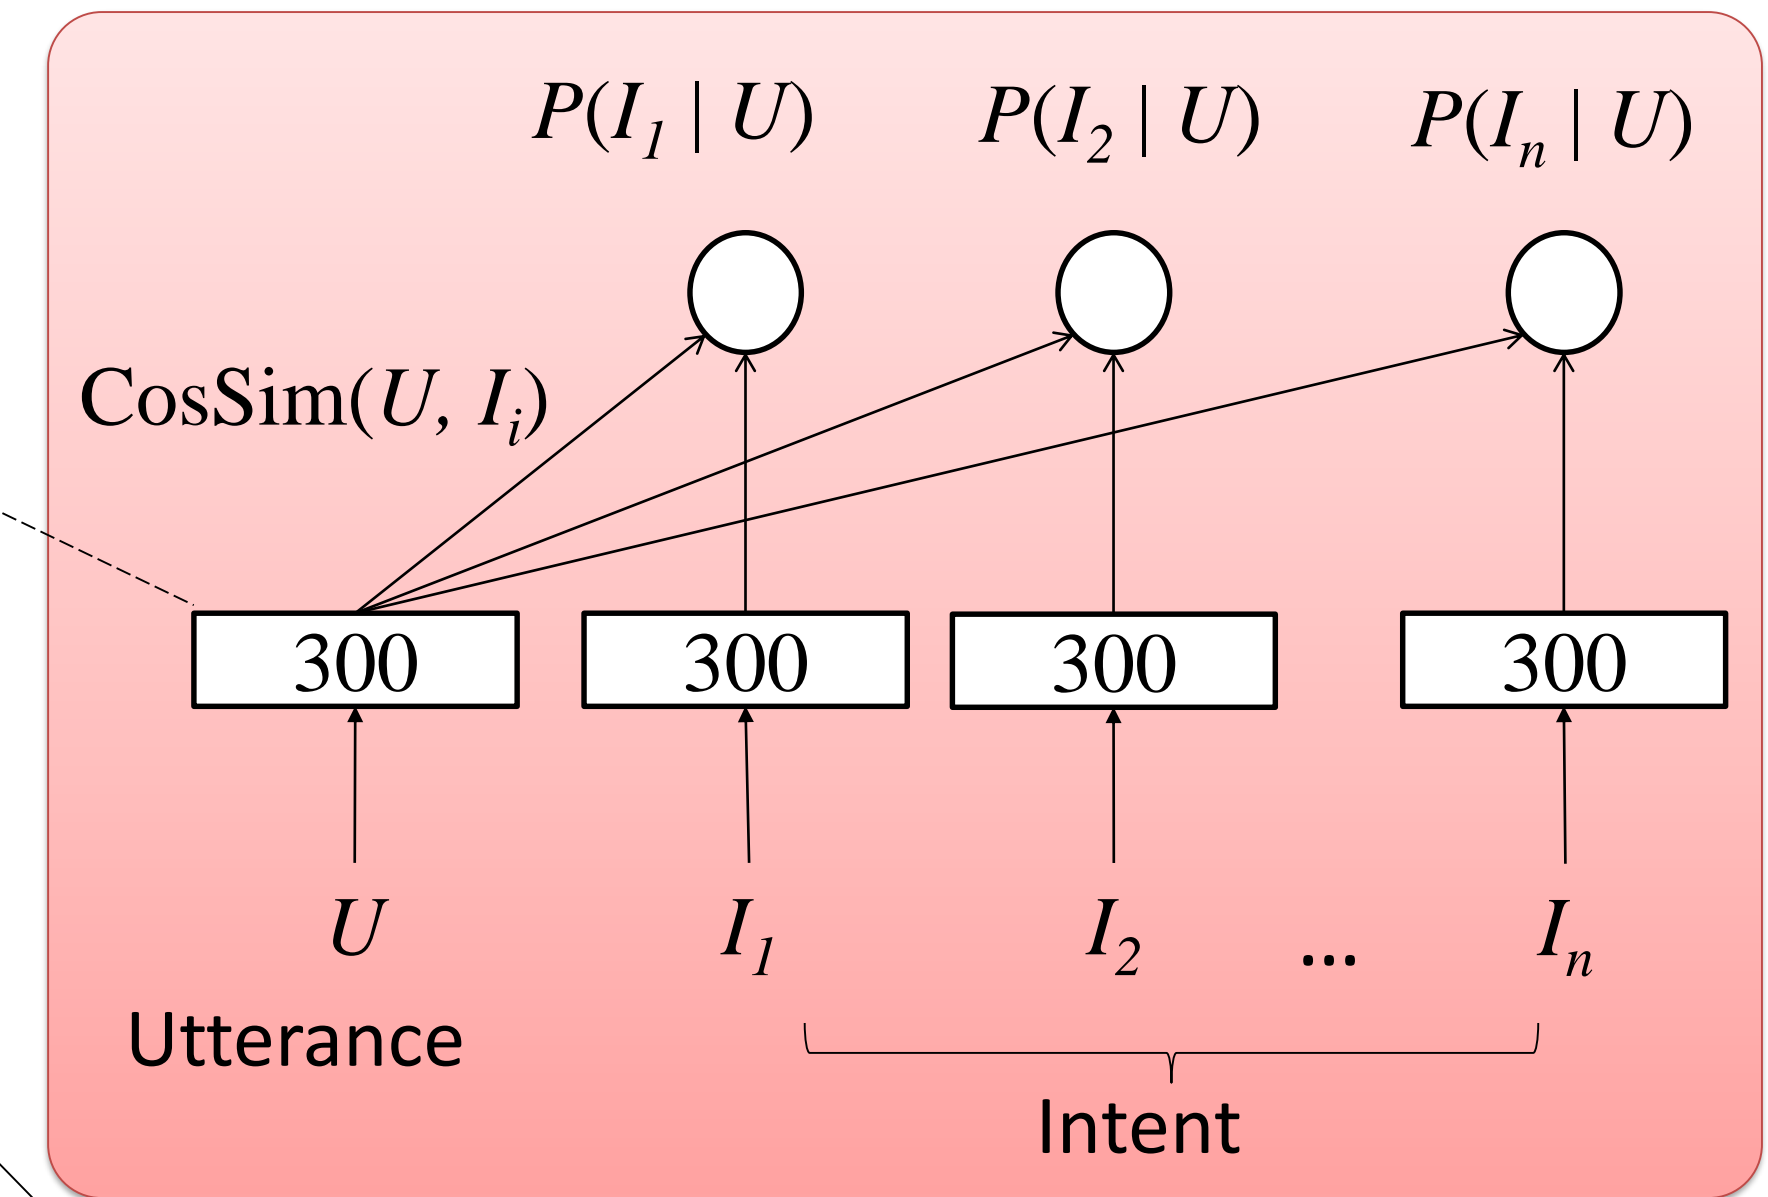 P(I₁ | U) P(I₂ | U) P(Iₙ | U)
CosSim(U, Iᵢ)
300 300 300 300
U I₁ I₂ ... Iₙ
Utterance
Intent